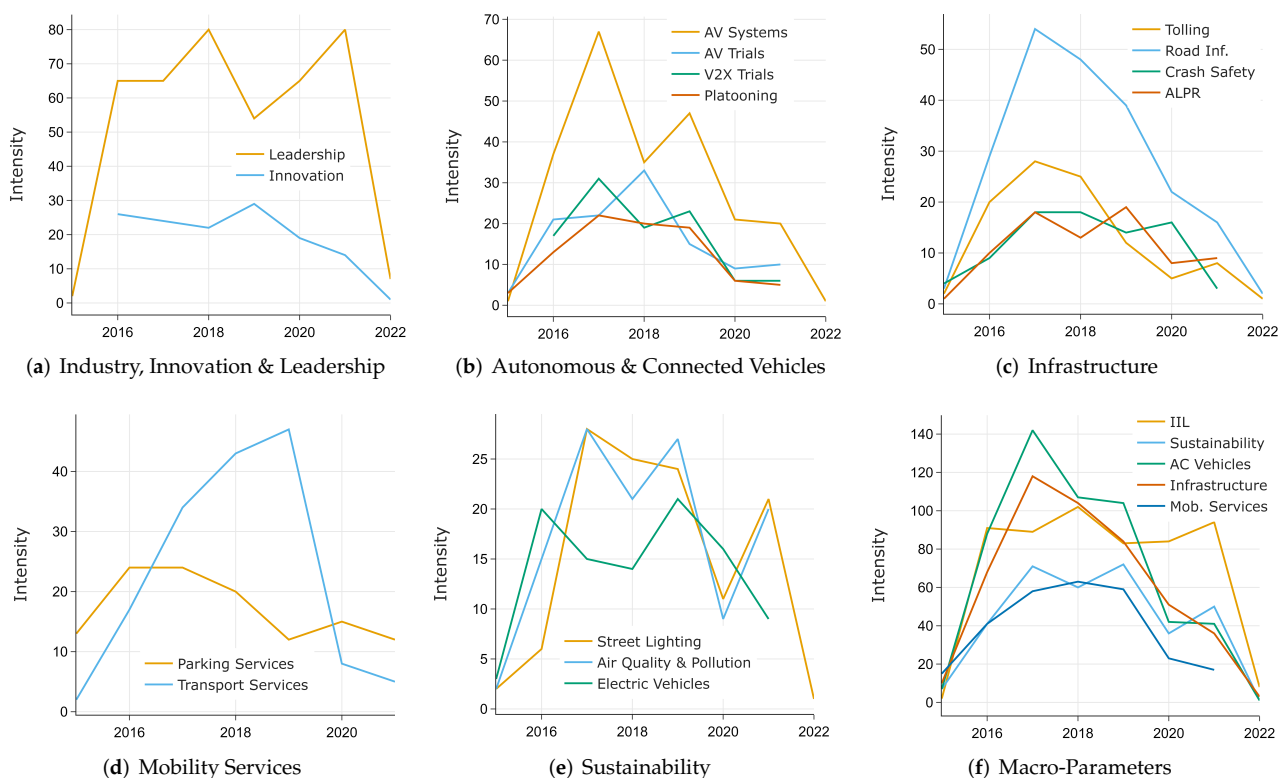 80
70
60
50
40
30
20
10
0
Intensity
Leadership
Innovation
2016
2018
2020
2022
(a) Industry, Innovation & Leadership
70
60
50
40
30
20
10
0
Intensity
AV Systems
AV Trials
V2X Trials
Platooning
2016
2018
2020
2022
(b) Autonomous & Connected Vehicles
50
40
30
20
10
0
Intensity
Tolling
Road Inf.
Crash Safety
ALPR
2016
2018
2020
2022
(c) Infrastructure
40
30
20
10
0
Intensity
Parking Services
Transport Services
2016
2018
2020
(d) Mobility Services
25
20
15
10
5
0
Intensity
Street Lighting
Air Quality & Pollution
Electric Vehicles
2016
2018
2020
2022
(e) Sustainability
140
120
100
80
60
40
20
0
Intensity
IIL
Sustainability
AC Vehicles
Infrastructure
Mob. Services
2016
2018
2020
2022
(f) Macro-Parameters